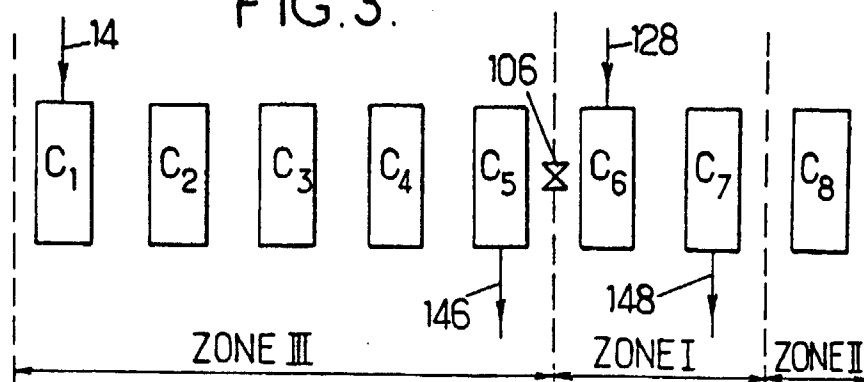 FIG.3.
14
128
106
C1 C2 C3 C4 C5 C6 C7 C8
146
148
ZONE III ZONE I ZONE II